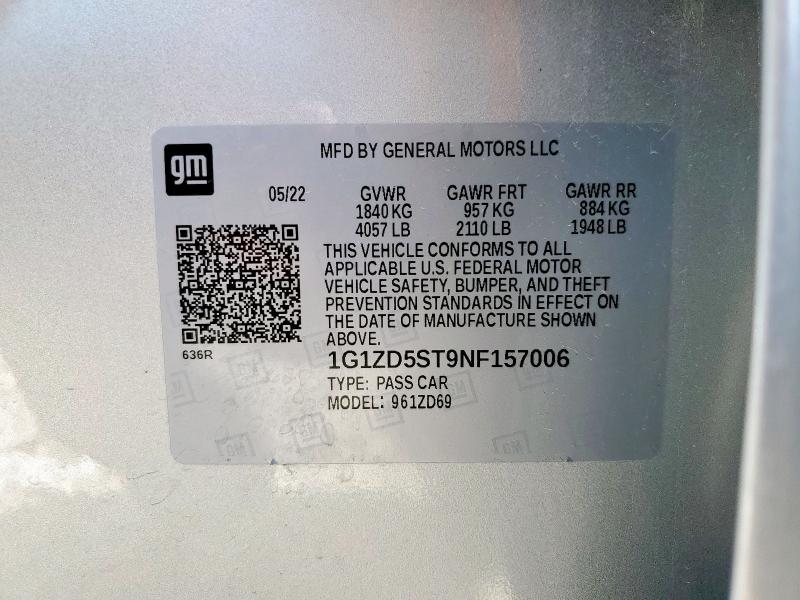 gm
MFD BY GENERAL MOTORS LLC
05/22 GVWR GAWR FRT GAWR RR
1840 KG 957 KG 884 KG
4057 LB 2110 LB 1948 LB
THIS VEHICLE CONFORMS TO ALL
APPLICABLE U.S. FEDERAL MOTOR
VEHICLE SAFETY, BUMPER, AND THEFT
PREVENTION STANDARDS IN EFFECT ON
THE DATE OF MANUFACTURE SHOWN
ABOVE.
636R
1G1ZD5ST9NF157006
TYPE: PASS CAR
MODEL: 961ZD69